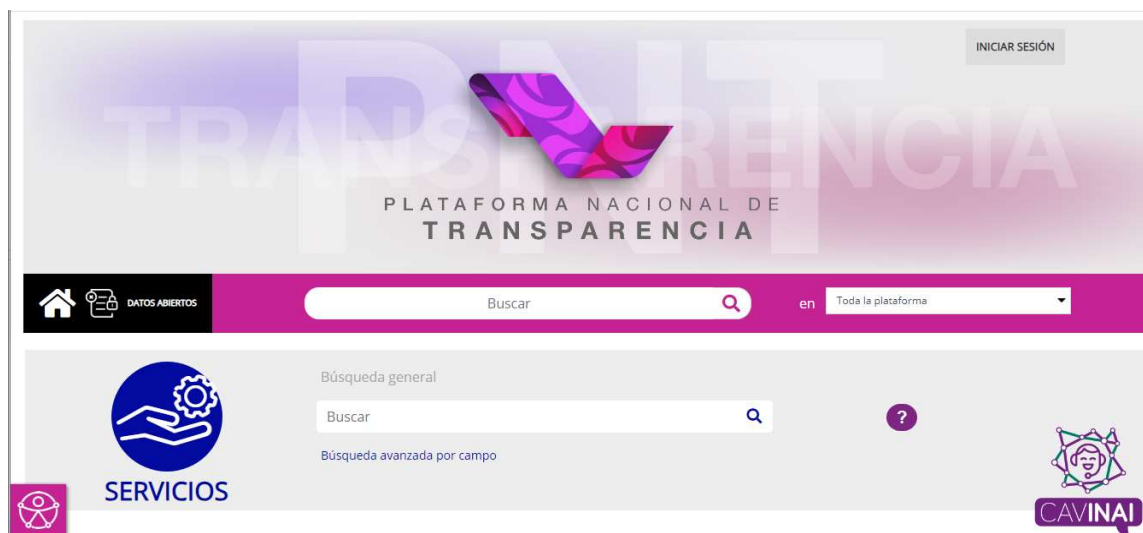 PNT
TRANSPARENCIA
INICIAR SESIÓN
PLATAFORMA NACIONAL DE
TRANSPARENCIA
DATOS ABIERTOS
Buscar
en
Toda la plataforma
Búsqueda general
Buscar
?
Búsqueda avanzada por campo
SERVICIOS
CAVINAI